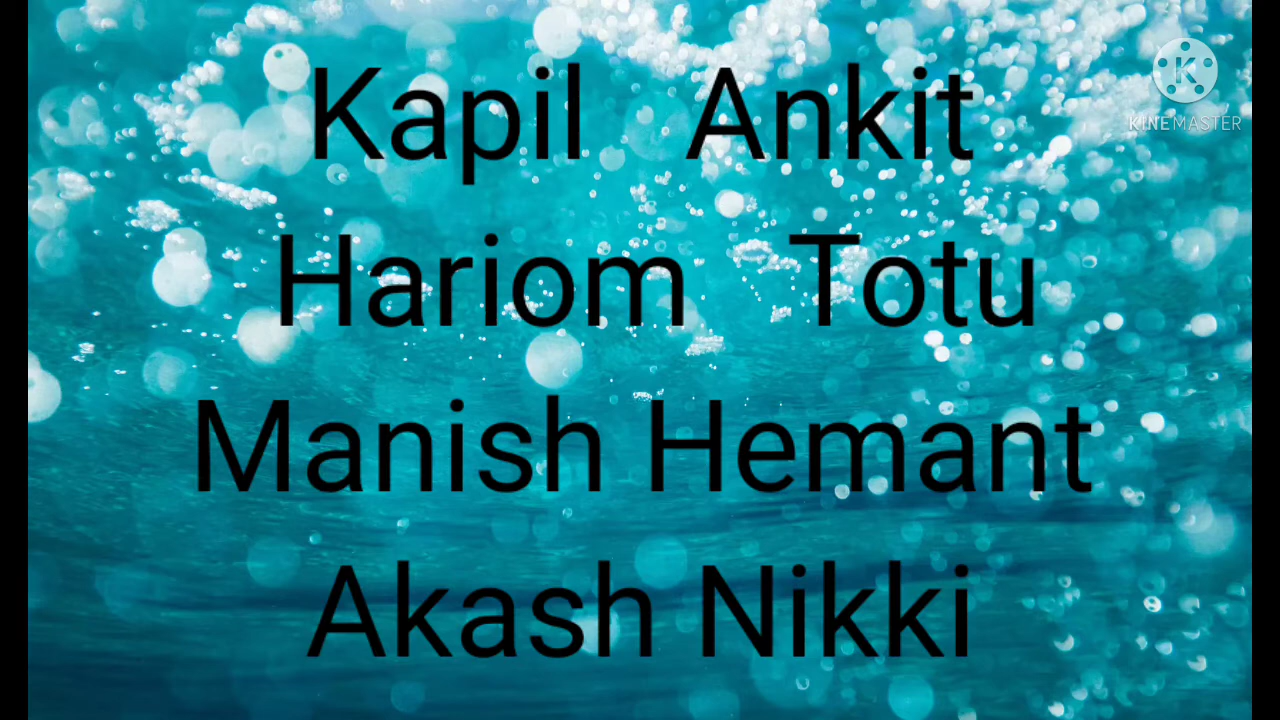 KINEMASTER
Kapil Ankit
Hariom Totu
Manish Hemant
Akash Nikki